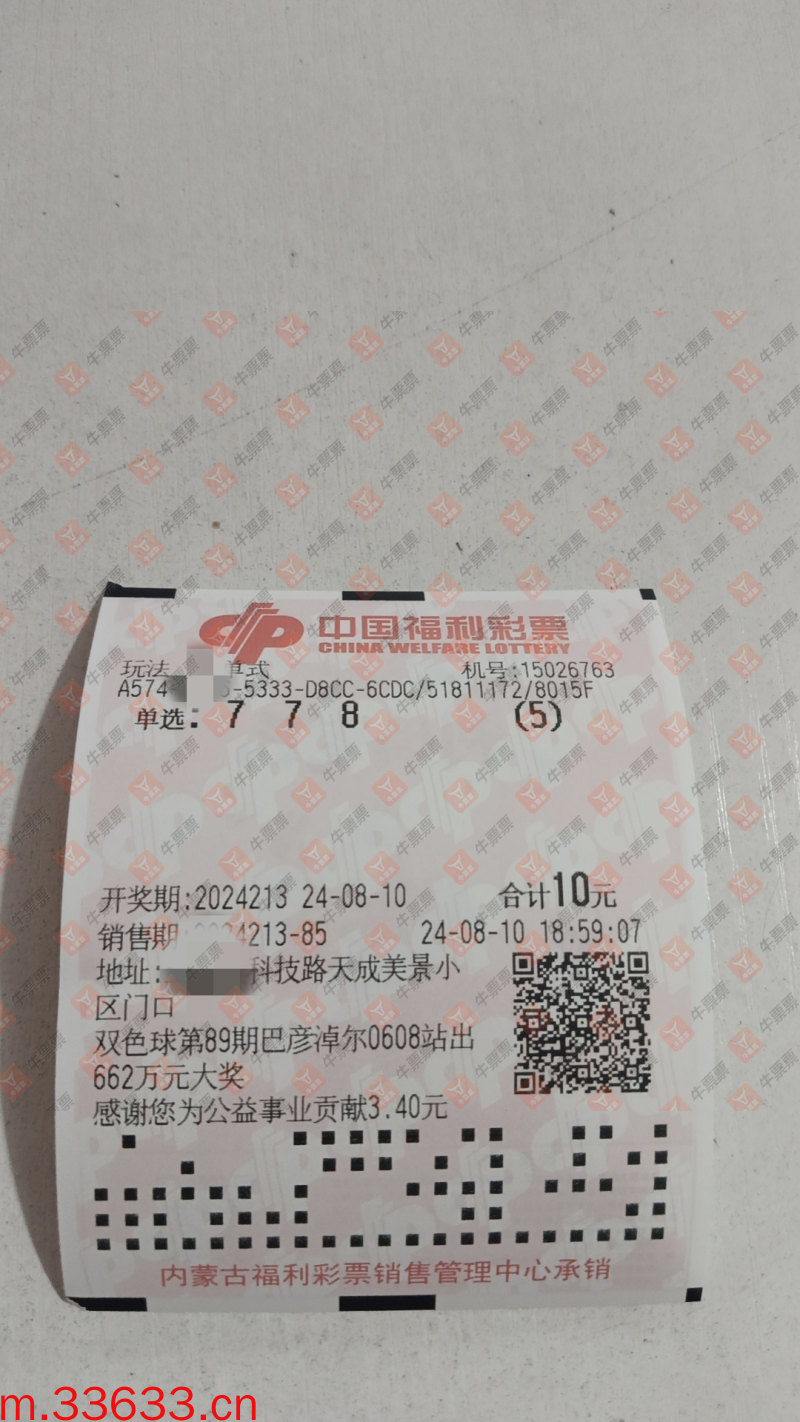 中国福利彩票
CHINA WELFARE LOTTERY
玩法 单式 机号:15026763
A574 5-5333-D8CC-6CDC/51811172/8015F
单选: 7 7 8 (5)
开奖期:2024213 24-08-10 合计10元
销售期 24213-85 24-08-10 18:59:07
地址: 科技路天成美景小
区门口
双色球第89期巴彦淖尔0608站出
662万元大奖
感谢您为公益事业贡献3.40元
内蒙古福利彩票销售管理中心承销
牛票票
m.33633.cn